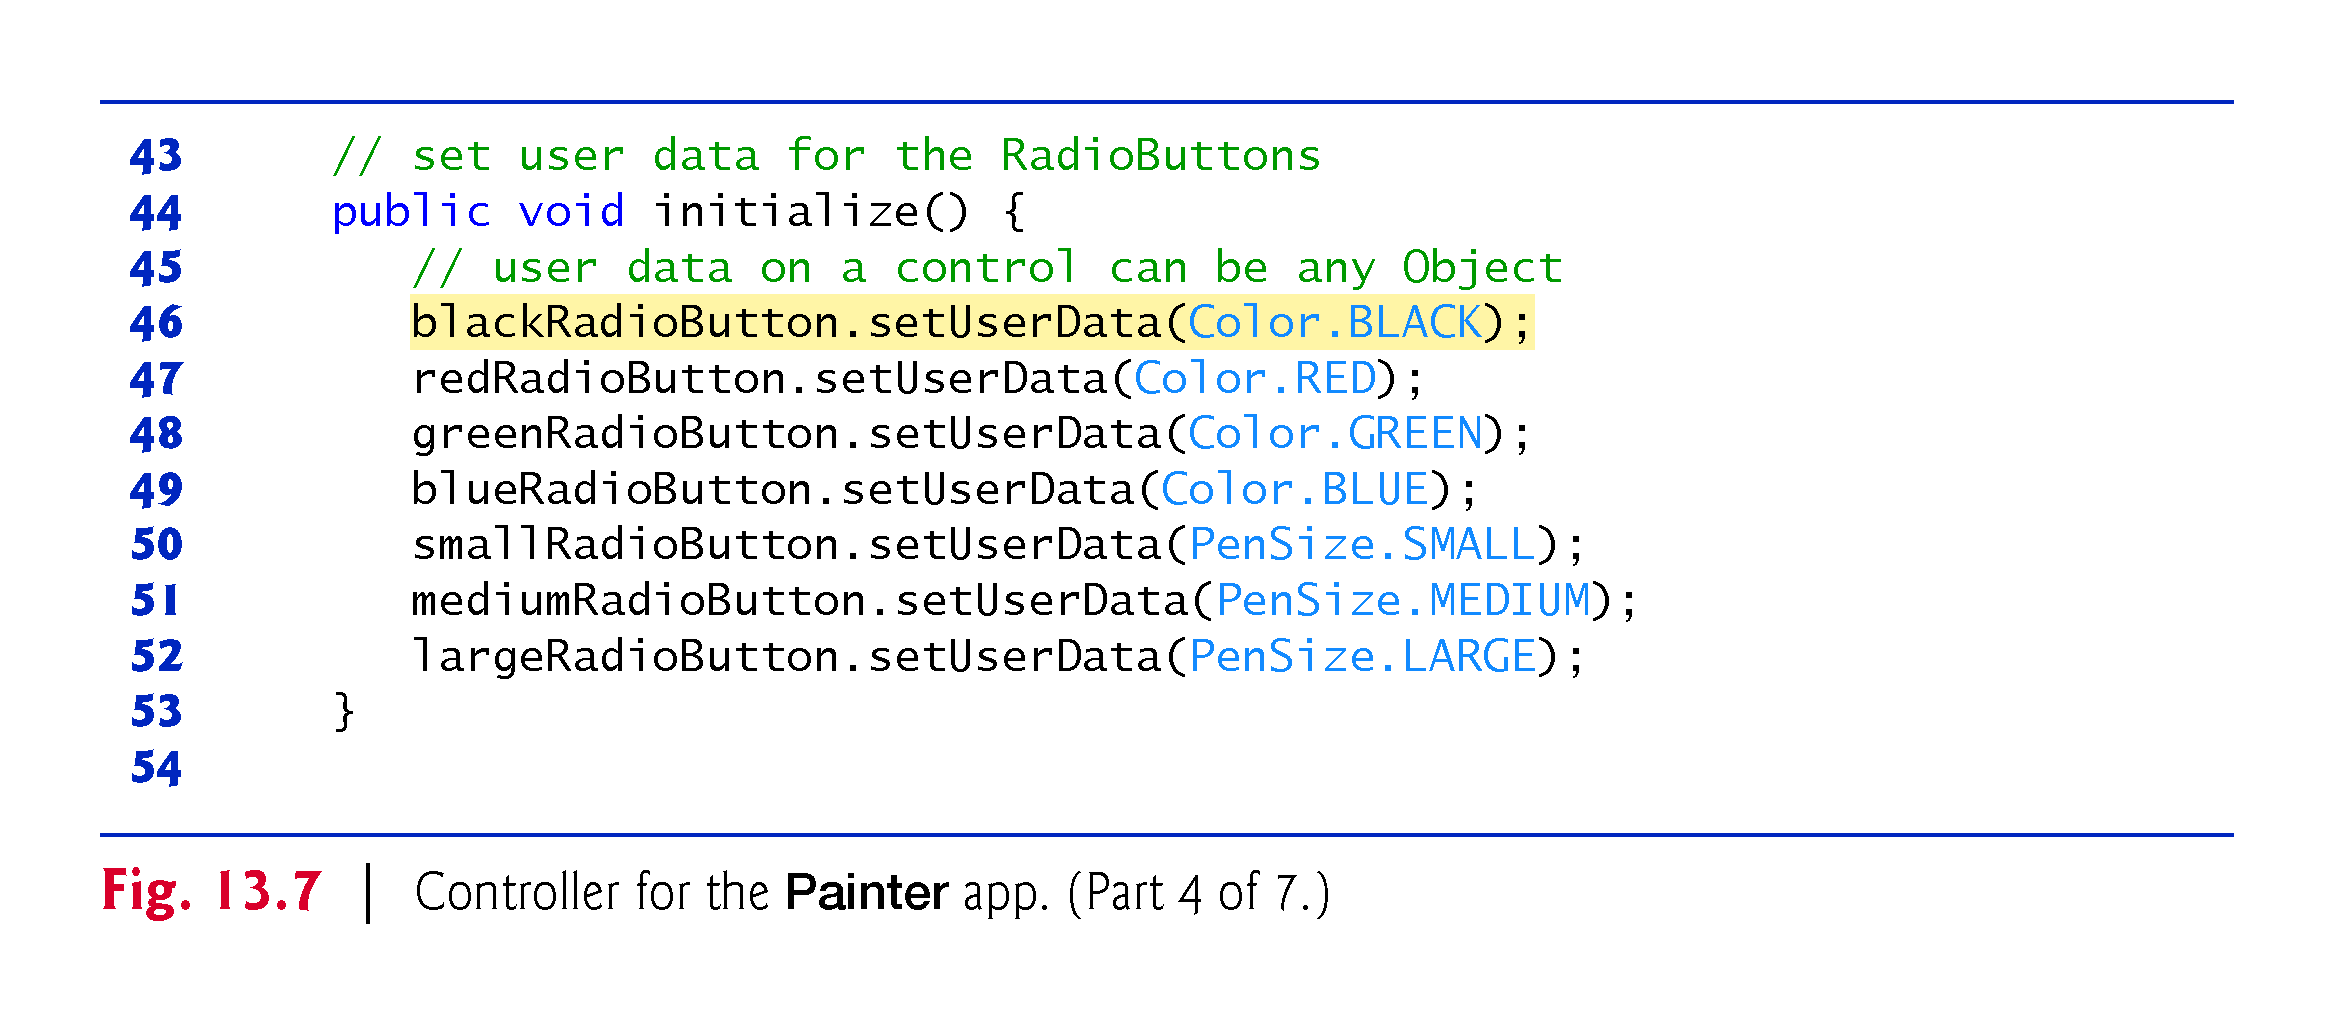 43 // set user data for the RadioButtons
44 public void initialize() {
45 // user data on a control can be any Object
46 blackRadioButton.setUserData(Color.BLACK);
47 redRadioButton.setUserData(Color.RED);
48 greenRadioButton.setUserData(Color.GREEN);
49 blueRadioButton.setUserData(Color.BLUE);
50 smallRadioButton.setUserData(PenSize.SMALL);
51 mediumRadioButton.setUserData(PenSize.MEDIUM);
52 largeRadioButton.setUserData(PenSize.LARGE);
53 }
54
Fig. 13.7 | Controller for the Painter app. (Part 4 of 7.)